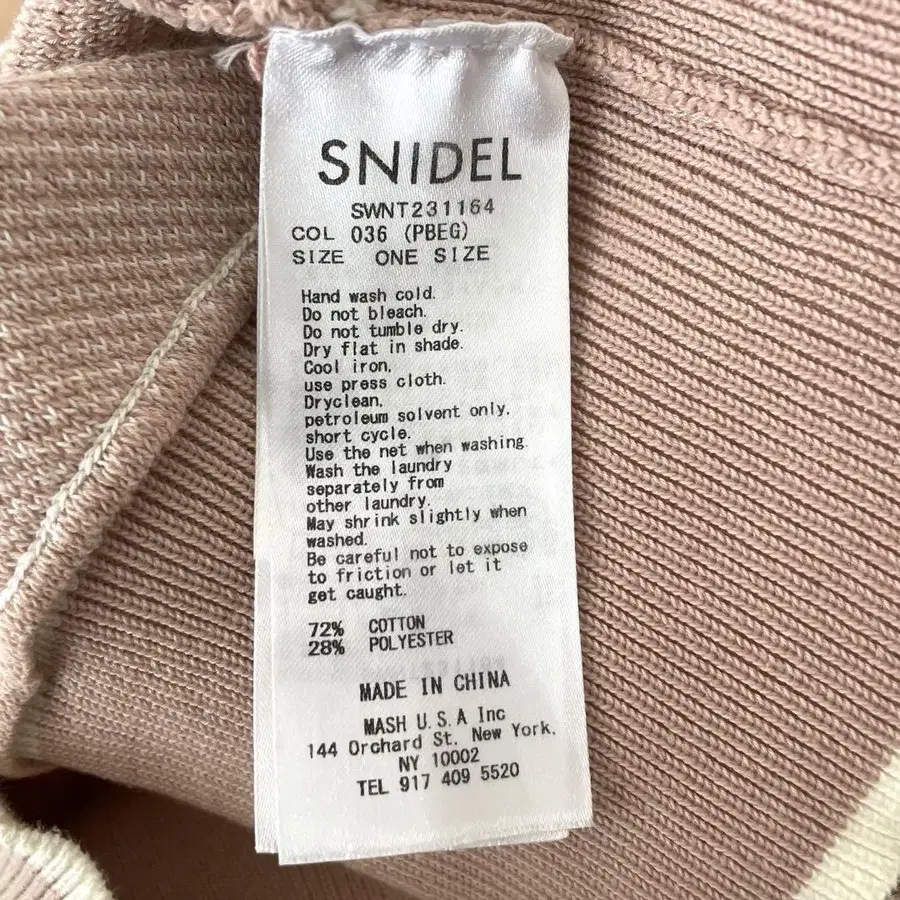 SNIDEL
SWNT231164
COL 036 (PBEG)
SIZE ONE SIZE
Hand wash cold.
Do not bleach.
Do not tumble dry.
Dry flat in shade.
Cool iron,
use press cloth.
Dryclean,
petroleum solvent only,
short cycle.
Use the net when washing.
Wash the laundry
separately from
other laundry.
May shrink slightly when
washed.
Be careful not to expose
to friction or let it
get caught.
72% COTTON
28% POLYESTER
MADE IN CHINA
MASH U.S.A Inc
144 Orchard St, New York,
NY 10002
TEL 917 409 5520